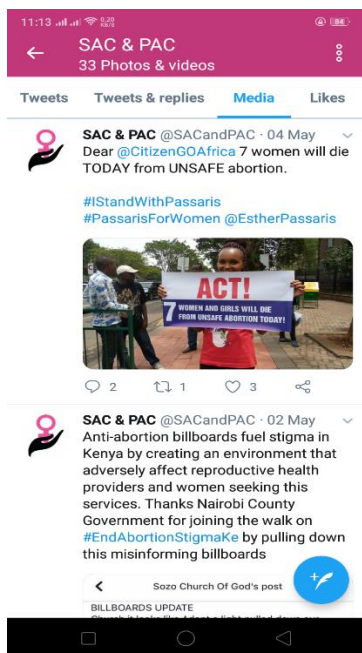 11:13
0.20
KB/s
84
SAC & PAC
33 Photos & videos
Tweets Tweets & replies Media Likes
SAC & PAC @SACandPAC · 04 May
Dear @CitizenGOAfrica 7 women will die
TODAY from UNSAFE abortion.
#IStandWithPassaris
#PassarisForWomen @EstherPassaris
ACT!
7 WOMEN AND GIRLS WILL DIE
FROM UNSAFE ABORTION TODAY!
2 1 3
SAC & PAC @SACandPAC · 02 May
Anti-abortion billboards fuel stigma in
Kenya by creating an environment that
adversely affect reproductive health
providers and women seeking this
services. Thanks Nairobi County
Government for joining the walk on
#EndAbortionStigmaKe by pulling down
this misinforming billboards
Sozo Church Of God's post
BILLBOARDS UPDATE